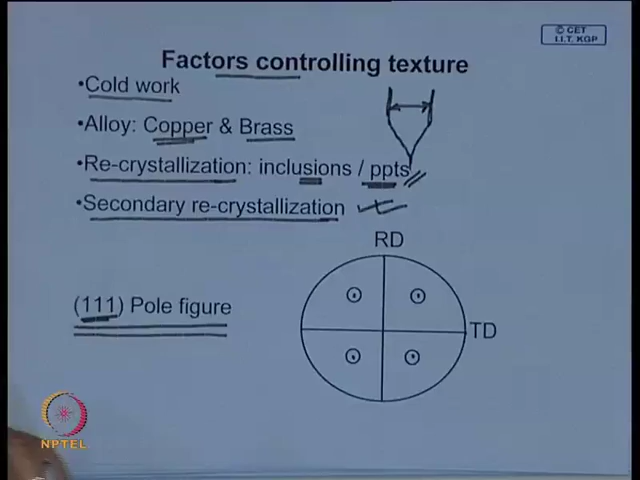 © CET
I.I.T. KGP
Factors controlling texture
•Cold work
•Alloy: Copper & Brass
•Re-crystallization: inclusions / ppts
•Secondary re-crystallization
RD
(111) Pole figure
TD
NPTEL